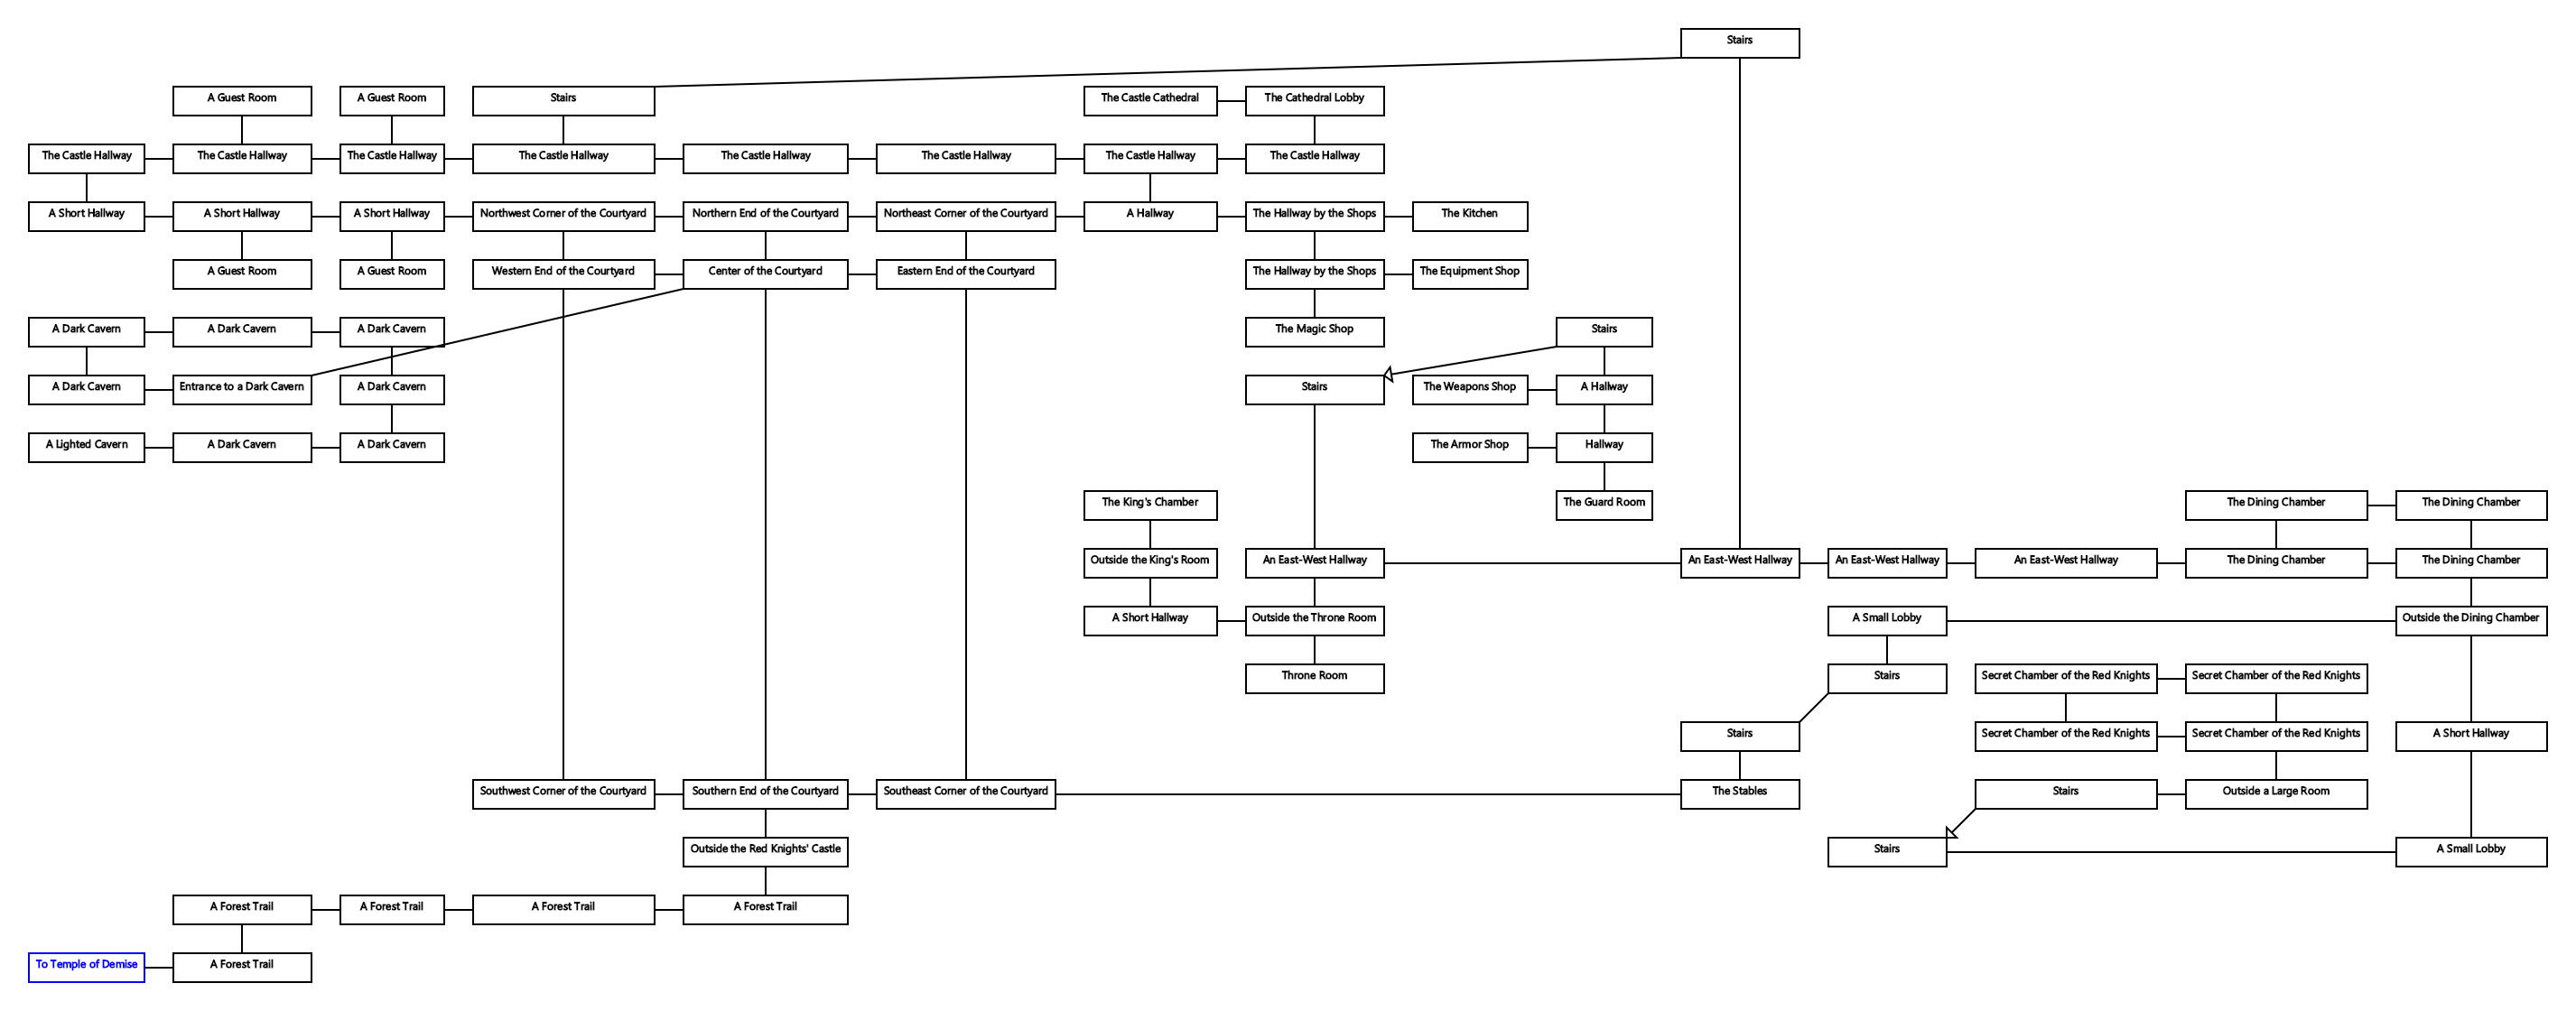 Stairs
A Guest Room
A Guest Room
Stairs
The Castle Cathedral
The Cathedral Lobby
The Castle Hallway
The Castle Hallway
The Castle Hallway
The Castle Hallway
The Castle Hallway
The Castle Hallway
The Castle Hallway
The Castle Hallway
A Short Hallway
A Short Hallway
A Short Hallway
Northwest Corner of the Courtyard
Northern End of the Courtyard
Northeast Corner of the Courtyard
A Hallway
The Hallway by the Shops
The Kitchen
A Guest Room
A Guest Room
Western End of the Courtyard
Center of the Courtyard
Eastern End of the Courtyard
The Hallway by the Shops
The Equipment Shop
A Dark Cavern
A Dark Cavern
A Dark Cavern
The Magic Shop
Stairs
A Dark Cavern
Entrance to a Dark Cavern
A Dark Cavern
Stairs
The Weapons Shop
A Hallway
A Lighted Cavern
A Dark Cavern
A Dark Cavern
The Armor Shop
Hallway
The King's Chamber
The Guard Room
The Dining Chamber
The Dining Chamber
Outside the King's Room
An East-West Hallway
An East-West Hallway
An East-West Hallway
An East-West Hallway
The Dining Chamber
The Dining Chamber
A Short Hallway
Outside the Throne Room
A Small Lobby
Outside the Dining Chamber
Throne Room
Stairs
Secret Chamber of the Red Knights
Secret Chamber of the Red Knights
Stairs
Secret Chamber of the Red Knights
Secret Chamber of the Red Knights
A Short Hallway
Southwest Corner of the Courtyard
Southern End of the Courtyard
Southeast Corner of the Courtyard
The Stables
Stairs
Outside a Large Room
Outside the Red Knights' Castle
Stairs
A Small Lobby
A Forest Trail
A Forest Trail
A Forest Trail
A Forest Trail
To Temple of Demise
A Forest Trail